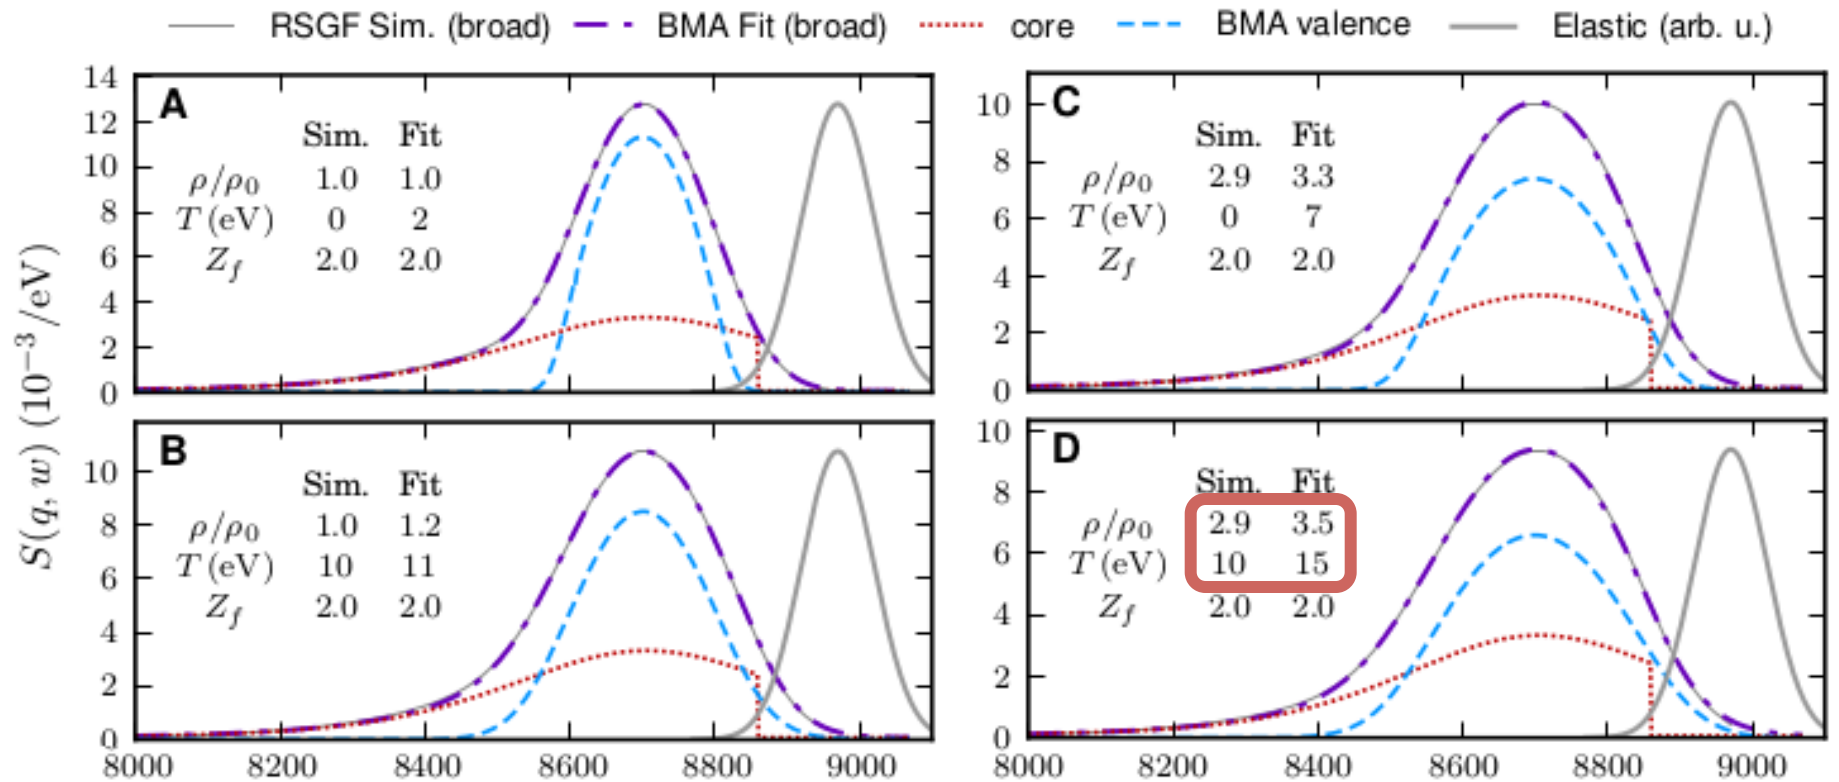 RSGF Sim. (broad) BMA Fit (broad) core BMA valence Elastic (arb. u.)
S(q, w) (10⁻³/eV)
A
Sim. Fit
ρ/ρ₀ 1.0 1.0
T (eV) 0 2
Z_f 2.0 2.0
14
12
10
8
6
4
2
0
C
Sim. Fit
ρ/ρ₀ 2.9 3.3
T (eV) 0 7
Z_f 2.0 2.0
10
8
6
4
2
0
B
Sim. Fit
ρ/ρ₀ 1.0 1.2
T (eV) 10 11
Z_f 2.0 2.0
10
8
6
4
2
0
8000 8200 8400 8600 8800 9000
D
Sim. Fit
ρ/ρ₀ 2.9 3.5
T (eV) 10 15
Z_f 2.0 2.0
10
8
6
4
2
0
8000 8200 8400 8600 8800 9000